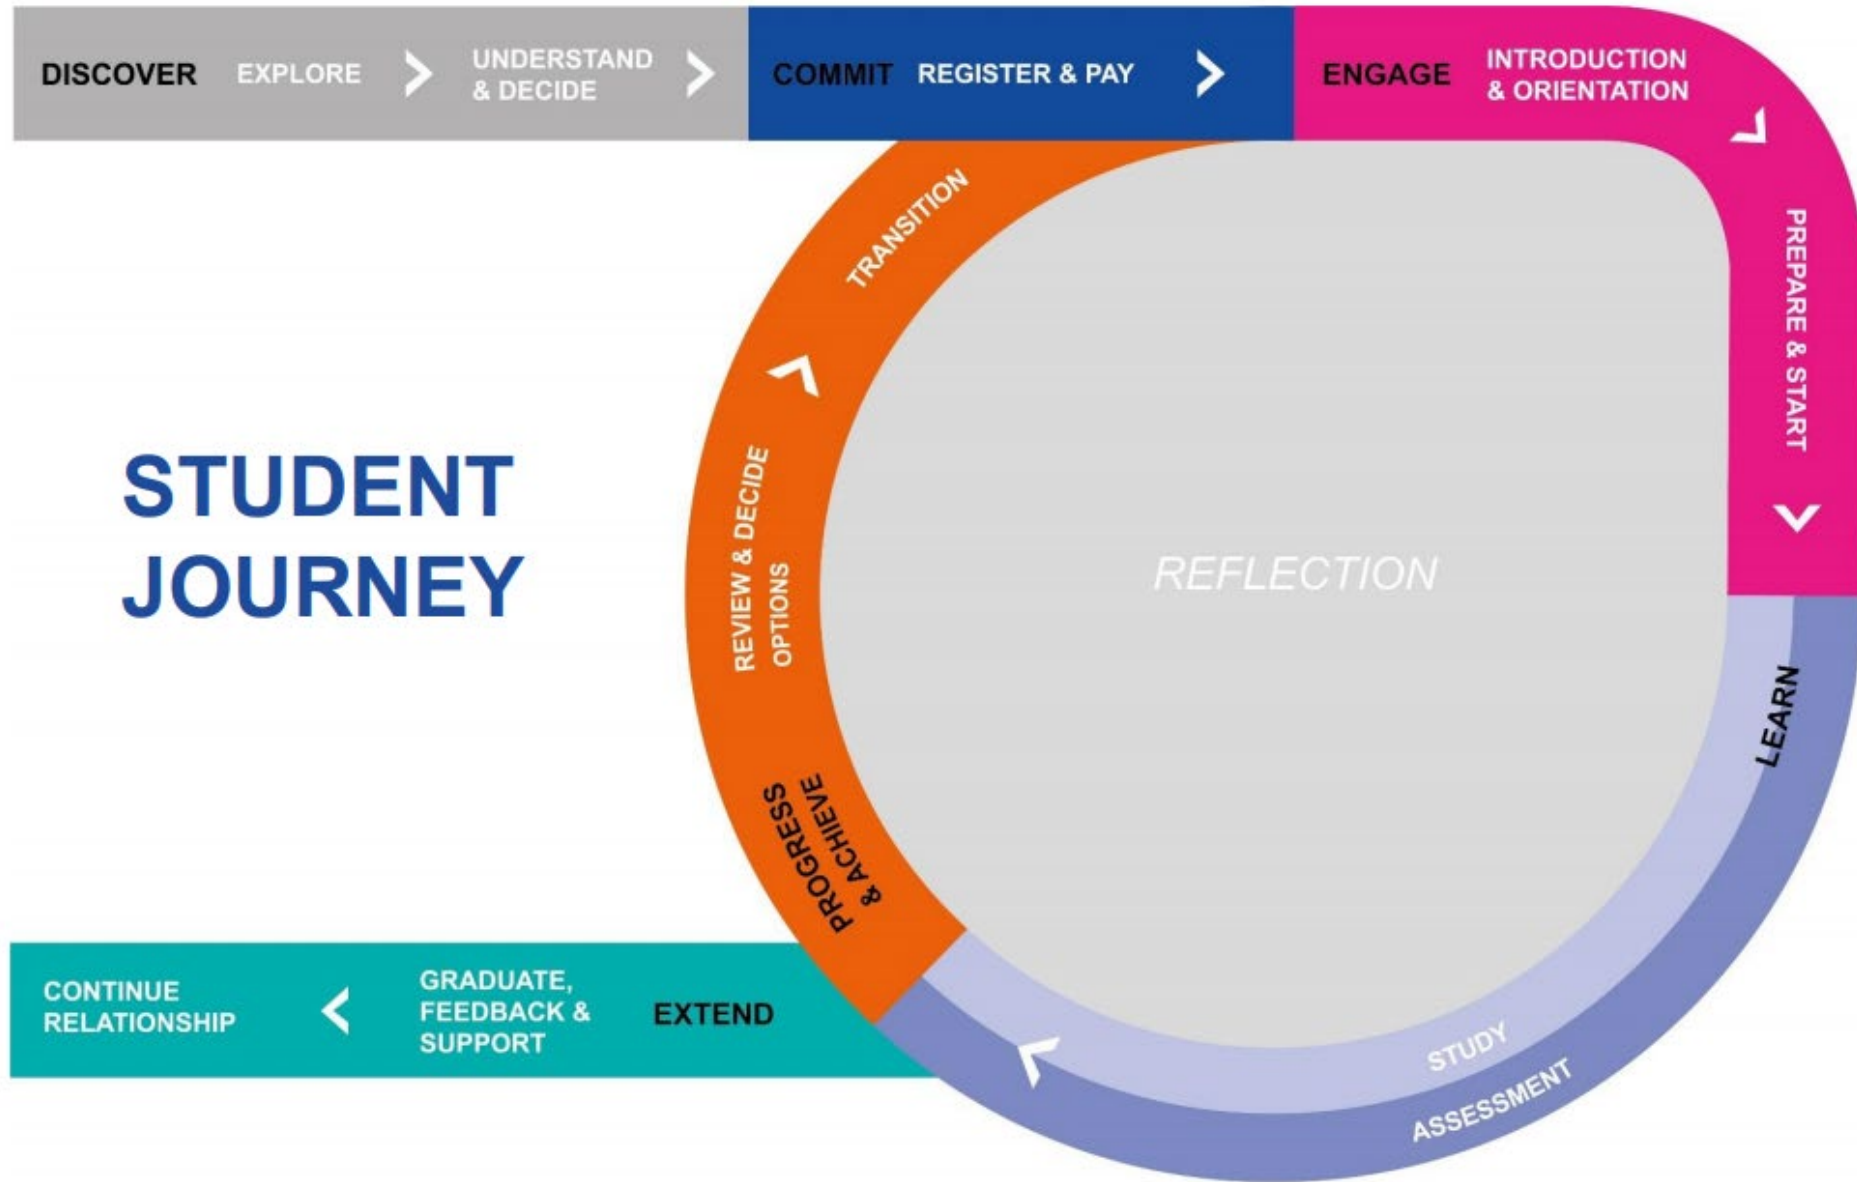 DISCOVER EXPLORE UNDERSTAND
& DECIDE
COMMIT REGISTER & PAY
ENGAGE INTRODUCTION
& ORIENTATION
PREPARE & START
LEARN
STUDY
ASSESSMENT
PROGRESS
& ACHIEVE
REVIEW & DECIDE
OPTIONS
TRANSITION
REFLECTION
STUDENT
JOURNEY
EXTEND
GRADUATE,
FEEDBACK &
SUPPORT
CONTINUE
RELATIONSHIP